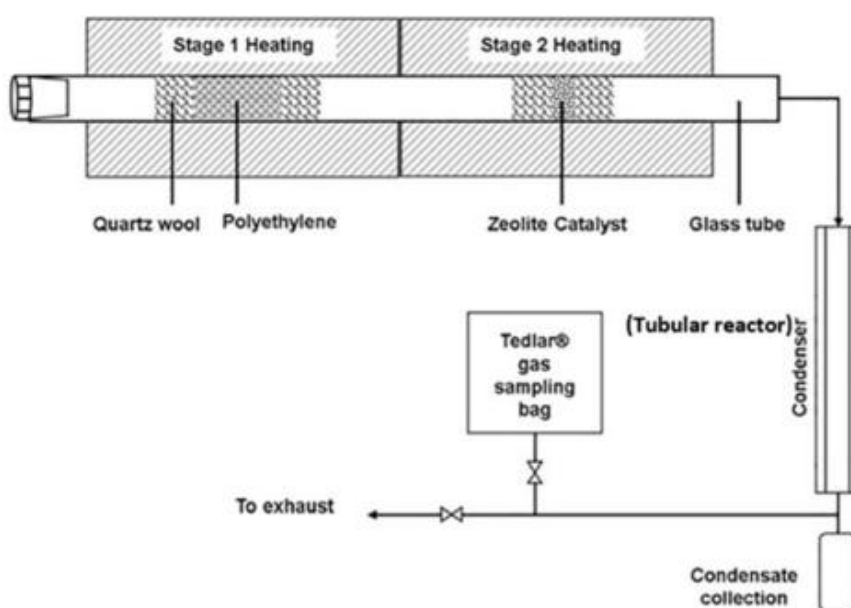 Stage 1 Heating
Stage 2 Heating
Quartz wool
Polyethylene
Zeolite Catalyst
Glass tube
Tedlar®
gas
sampling
bag
(Tubular reactor)
Condenser
To exhaust
Condensate
collection